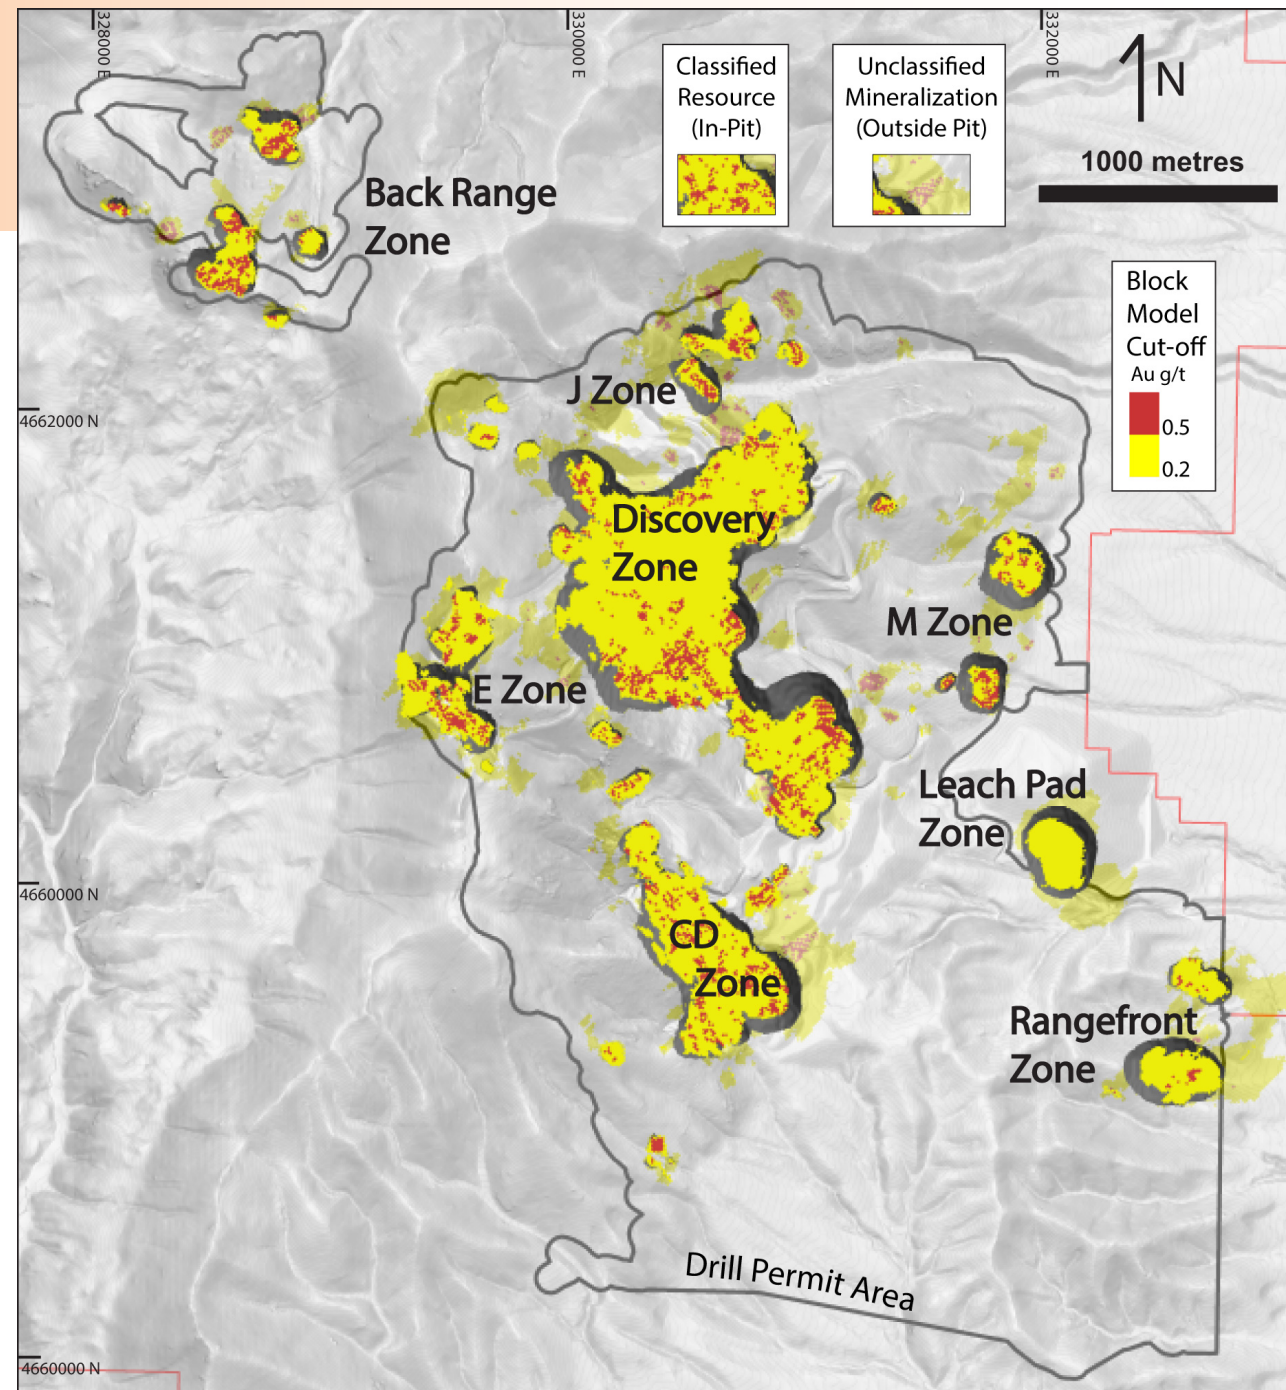 328000 E
330000 E
332000 E
Classified
Resource
(In-Pit)
Unclassified
Mineralization
(Outside Pit)
N
1000 metres
Back Range
Zone
Block
Model
Cut-off
Au g/t
0.5
0.2
J Zone
4662000 N
Discovery
Zone
M Zone
E Zone
Leach Pad
Zone
4660000 N
CD
Zone
Rangefront
Zone
Drill Permit Area
4660000 N